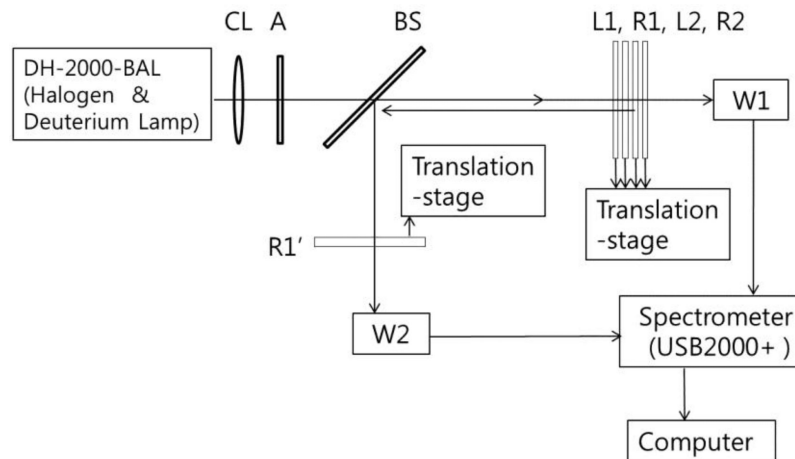 CL A BS L1, R1, L2, R2
DH-2000-BAL
(Halogen &
Deuterium Lamp)
W1
Translation
-stage
Translation
-stage
R1′
W2
Spectrometer
(USB2000+ )
Computer